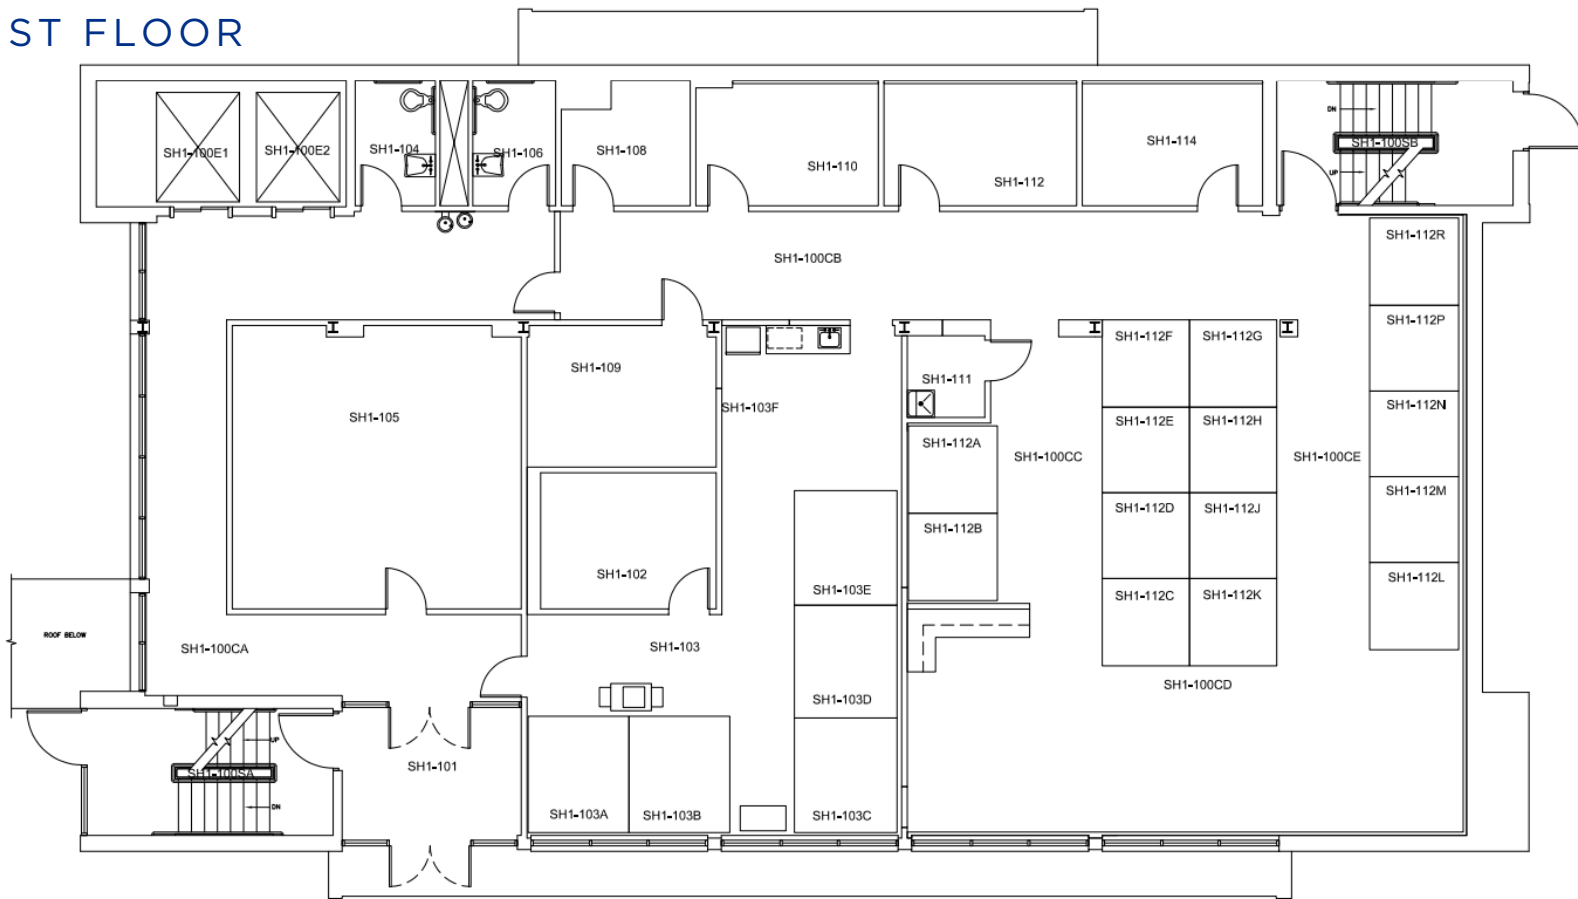 ST FLOOR
SH1-100E1
SH1-100E2
SH1-104
SH1-106
SH1-108
SH1-110
SH1-112
SH1-114
DN
SH1-100SB
UP
SH1-112R
SH1-100CB
SH1-112P
SH1-112F
SH1-112G
SH1-109
SH1-111
SH1-103F
SH1-105
SH1-112N
SH1-112E
SH1-112H
SH1-112A
SH1-100CC
SH1-100CE
SH1-112M
SH1-112D
SH1-112J
SH1-112B
SH1-102
SH1-112L
SH1-103E
SH1-112C
SH1-112K
ROOF BELOW
SH1-100CA
SH1-103
SH1-100CD
SH1-103D
UP
SH1-101
SH1-100SA
DN
SH1-103A
SH1-103B
SH1-103C